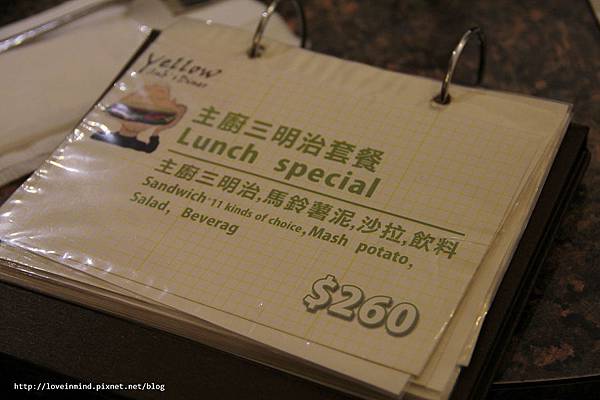 Yellow
主廚三明治套餐
Lunch special
主廚三明治,馬鈴薯泥,沙拉,飲料
Sandwich*11 kinds of choice, Mash potato,
Salad, Beverag
$260
http://loveinmind.pixnet.net/blog